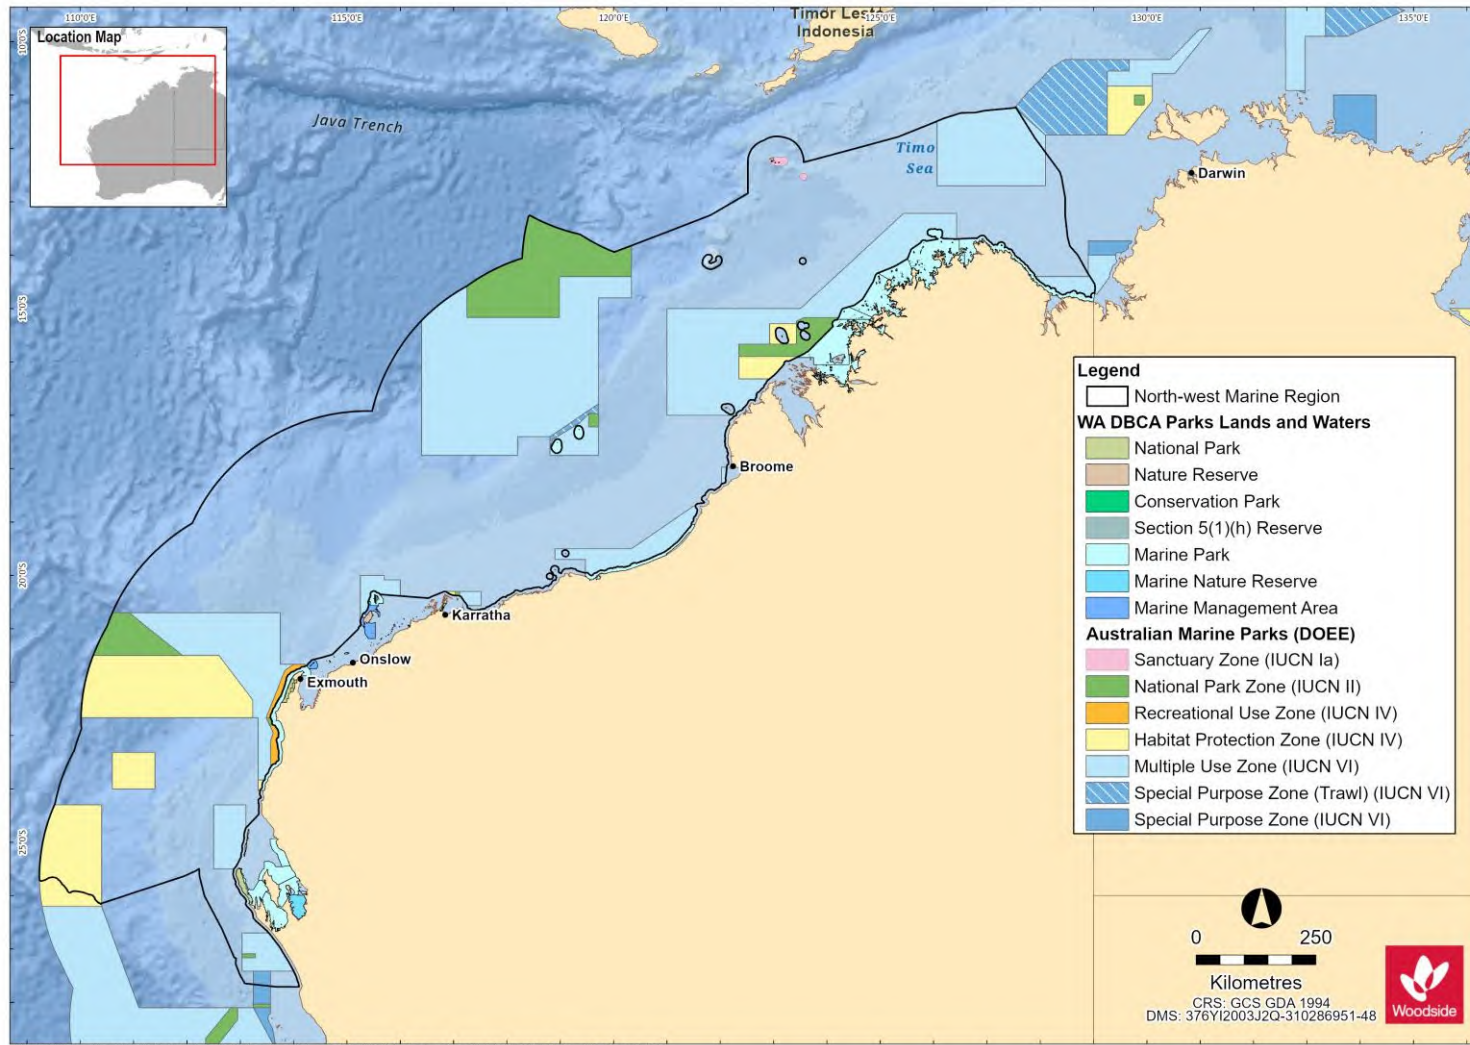 110°0'E
115°0'E
120°0'E
125°0'E
130°0'E
135°0'E
10°0'S
15°0'S
20°0'S
25°0'S
Location Map
Java Trench
Timor Lest
Indonesia
Timo
Sea
Darwin
Broome
Karratha
Onslow
Exmouth
Legend
North-west Marine Region
WA DBCA Parks Lands and Waters
National Park
Nature Reserve
Conservation Park
Section 5(1)(h) Reserve
Marine Park
Marine Nature Reserve
Marine Management Area
Australian Marine Parks (DOEE)
Sanctuary Zone (IUCN Ia)
National Park Zone (IUCN II)
Recreational Use Zone (IUCN IV)
Habitat Protection Zone (IUCN IV)
Multiple Use Zone (IUCN VI)
Special Purpose Zone (Trawl) (IUCN VI)
Special Purpose Zone (IUCN VI)
0 250
Kilometres
CRS: GCS GDA 1994
DMS: 376YI2003J2Q-310286951-48
Woodside